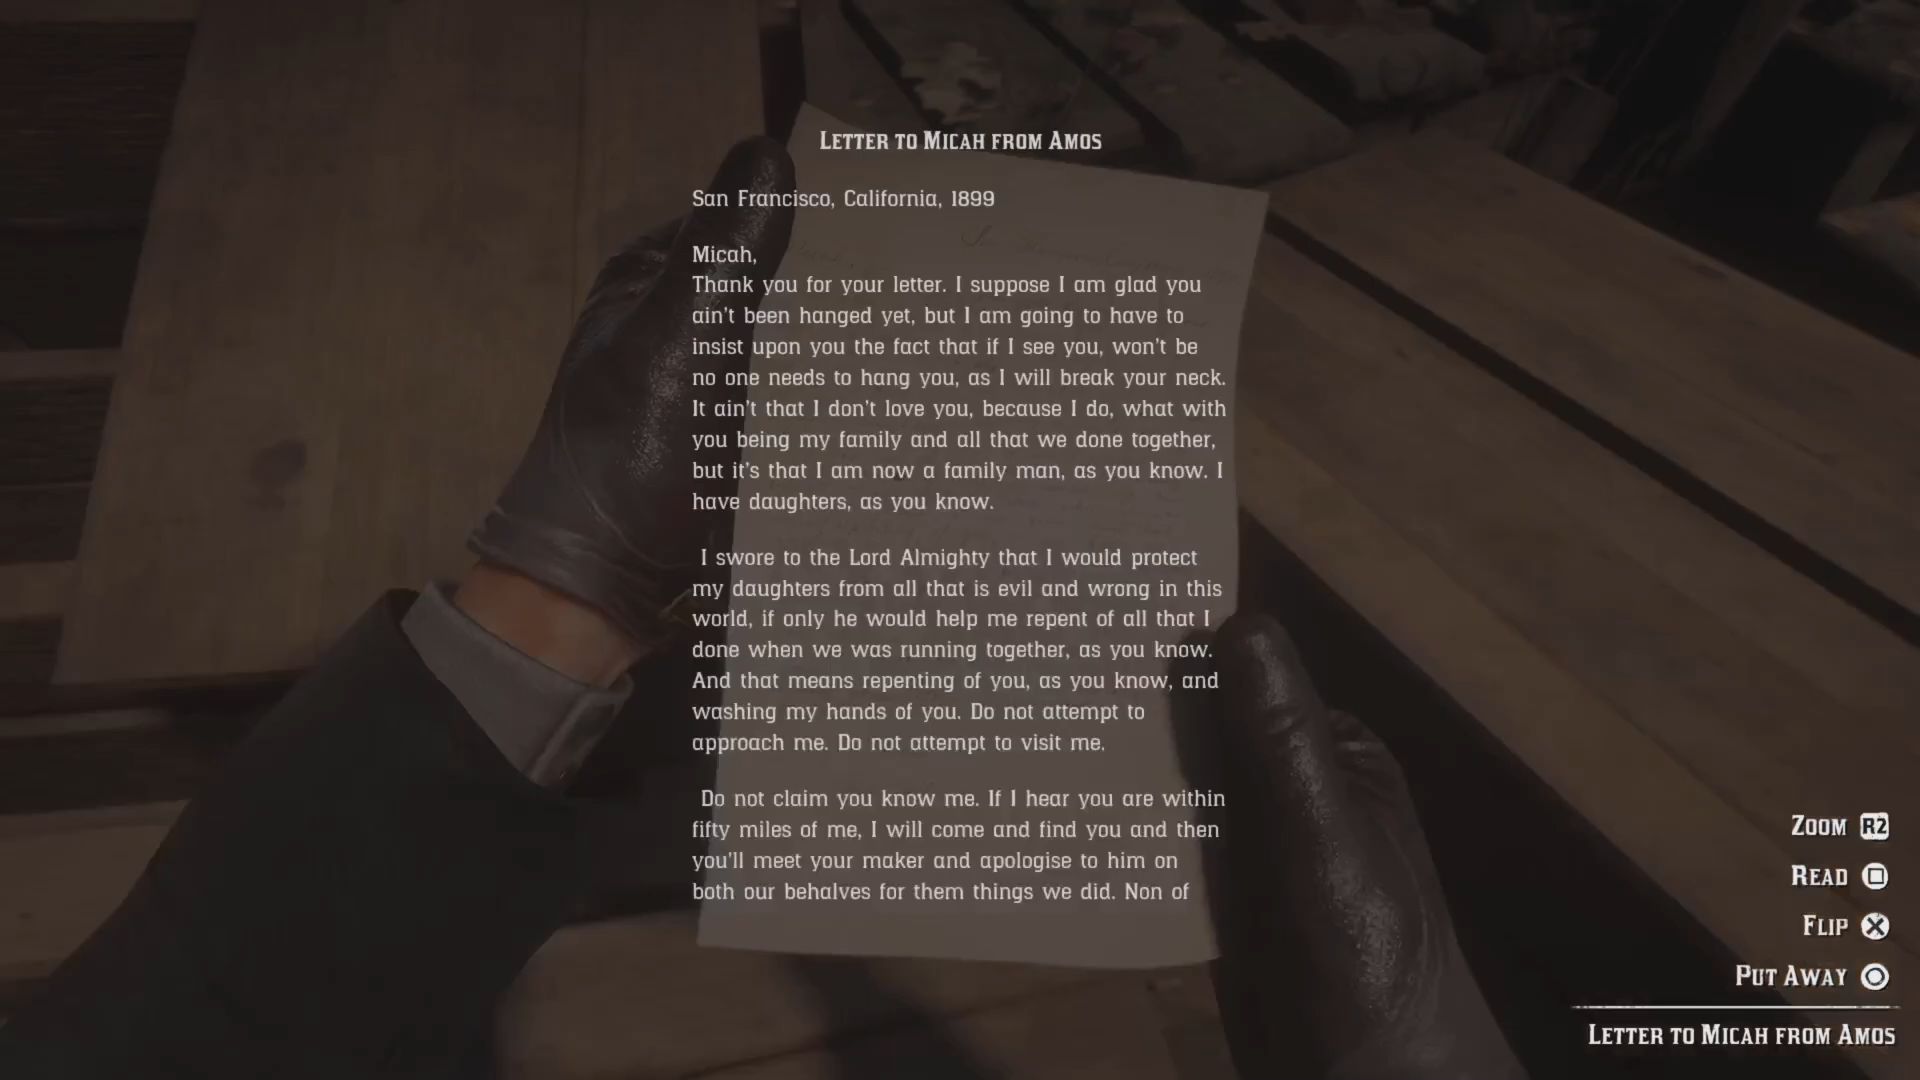 Letter to Micah from Amos
San Francisco, California, 1899
Micah,
Thank you for your letter. I suppose I am glad you
ain't been hanged yet, but I am going to have to
insist upon you the fact that if I see you, won't be
no one needs to hang you, as I will break your neck.
It ain't that I don't love you, because I do, what with
you being my family and all that we done together,
but it's that I am now a family man, as you know. I
have daughters, as you know.
I swore to the Lord Almighty that I would protect
my daughters from all that is evil and wrong in this
world, if only he would help me repent of all that I
done when we was running together, as you know.
And that means repenting of you, as you know, and
washing my hands of you. Do not attempt to
approach me. Do not attempt to visit me.
Do not claim you know me. If I hear you are within
fifty miles of me, I will come and find you and then
you'll meet your maker and apologise to him on
both our behalves for them things we did. Non of
Zoom R2
Read
Flip
Put Away
Letter to Micah from Amos